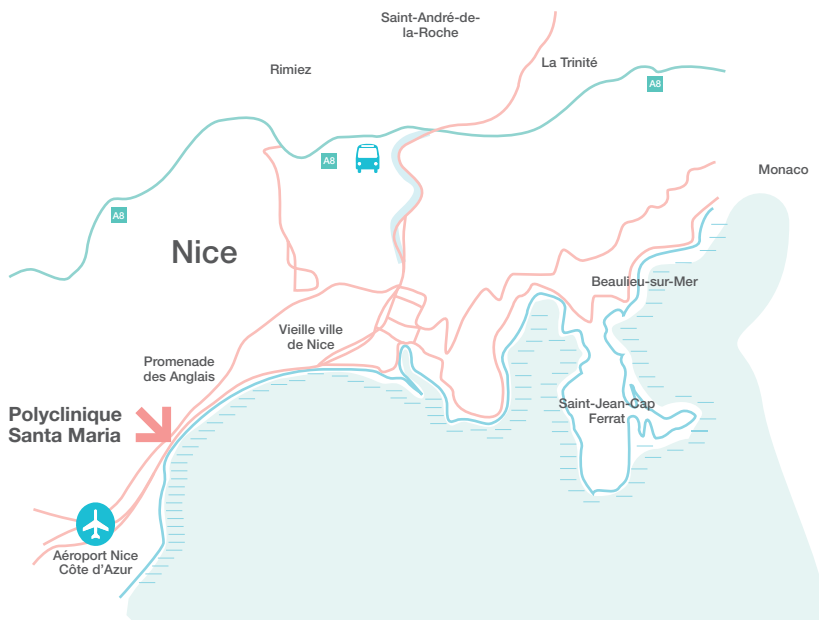 Saint-André-de-
la-Roche
La Trinité
Rimiez
A8
A8
Monaco
A8
Nice
Beaulieu-sur-Mer
Vieille ville
de Nice
Promenade
des Anglais
Saint-Jean-Cap
Ferrat
Polyclinique
Santa Maria
Aéroport Nice
Côte d'Azur